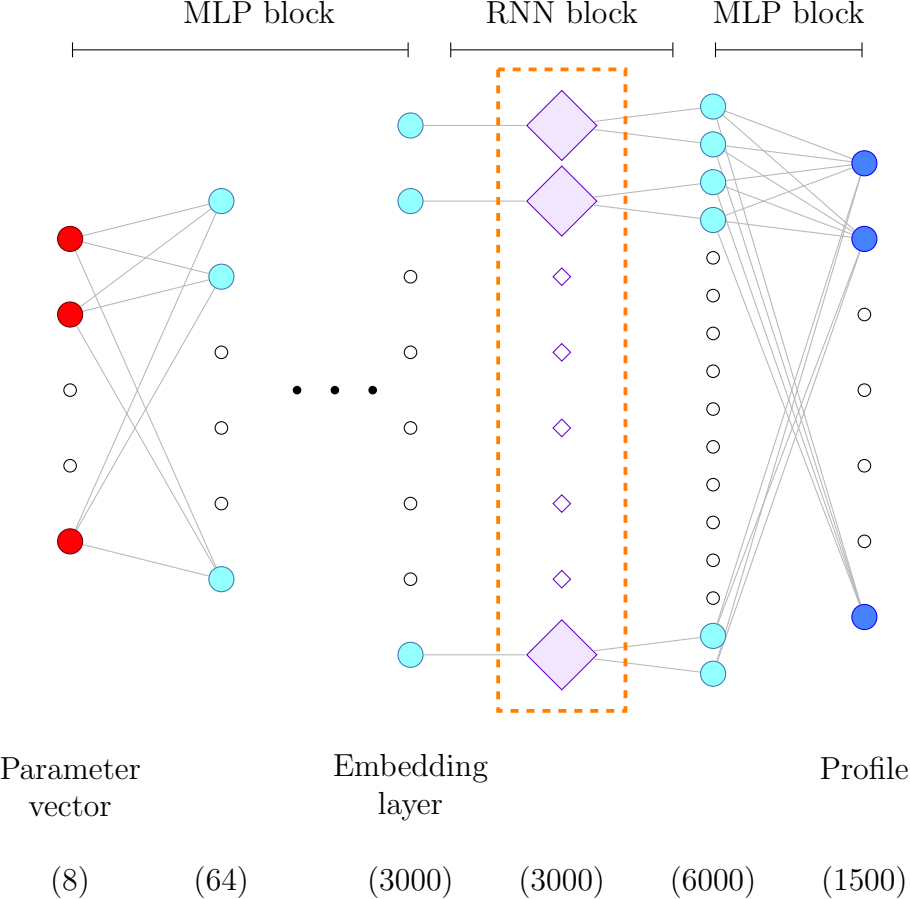 MLP block RNN block MLP block
Parameter vector
Embedding layer
Profile
(8) (64) (3000) (3000) (6000) (1500)